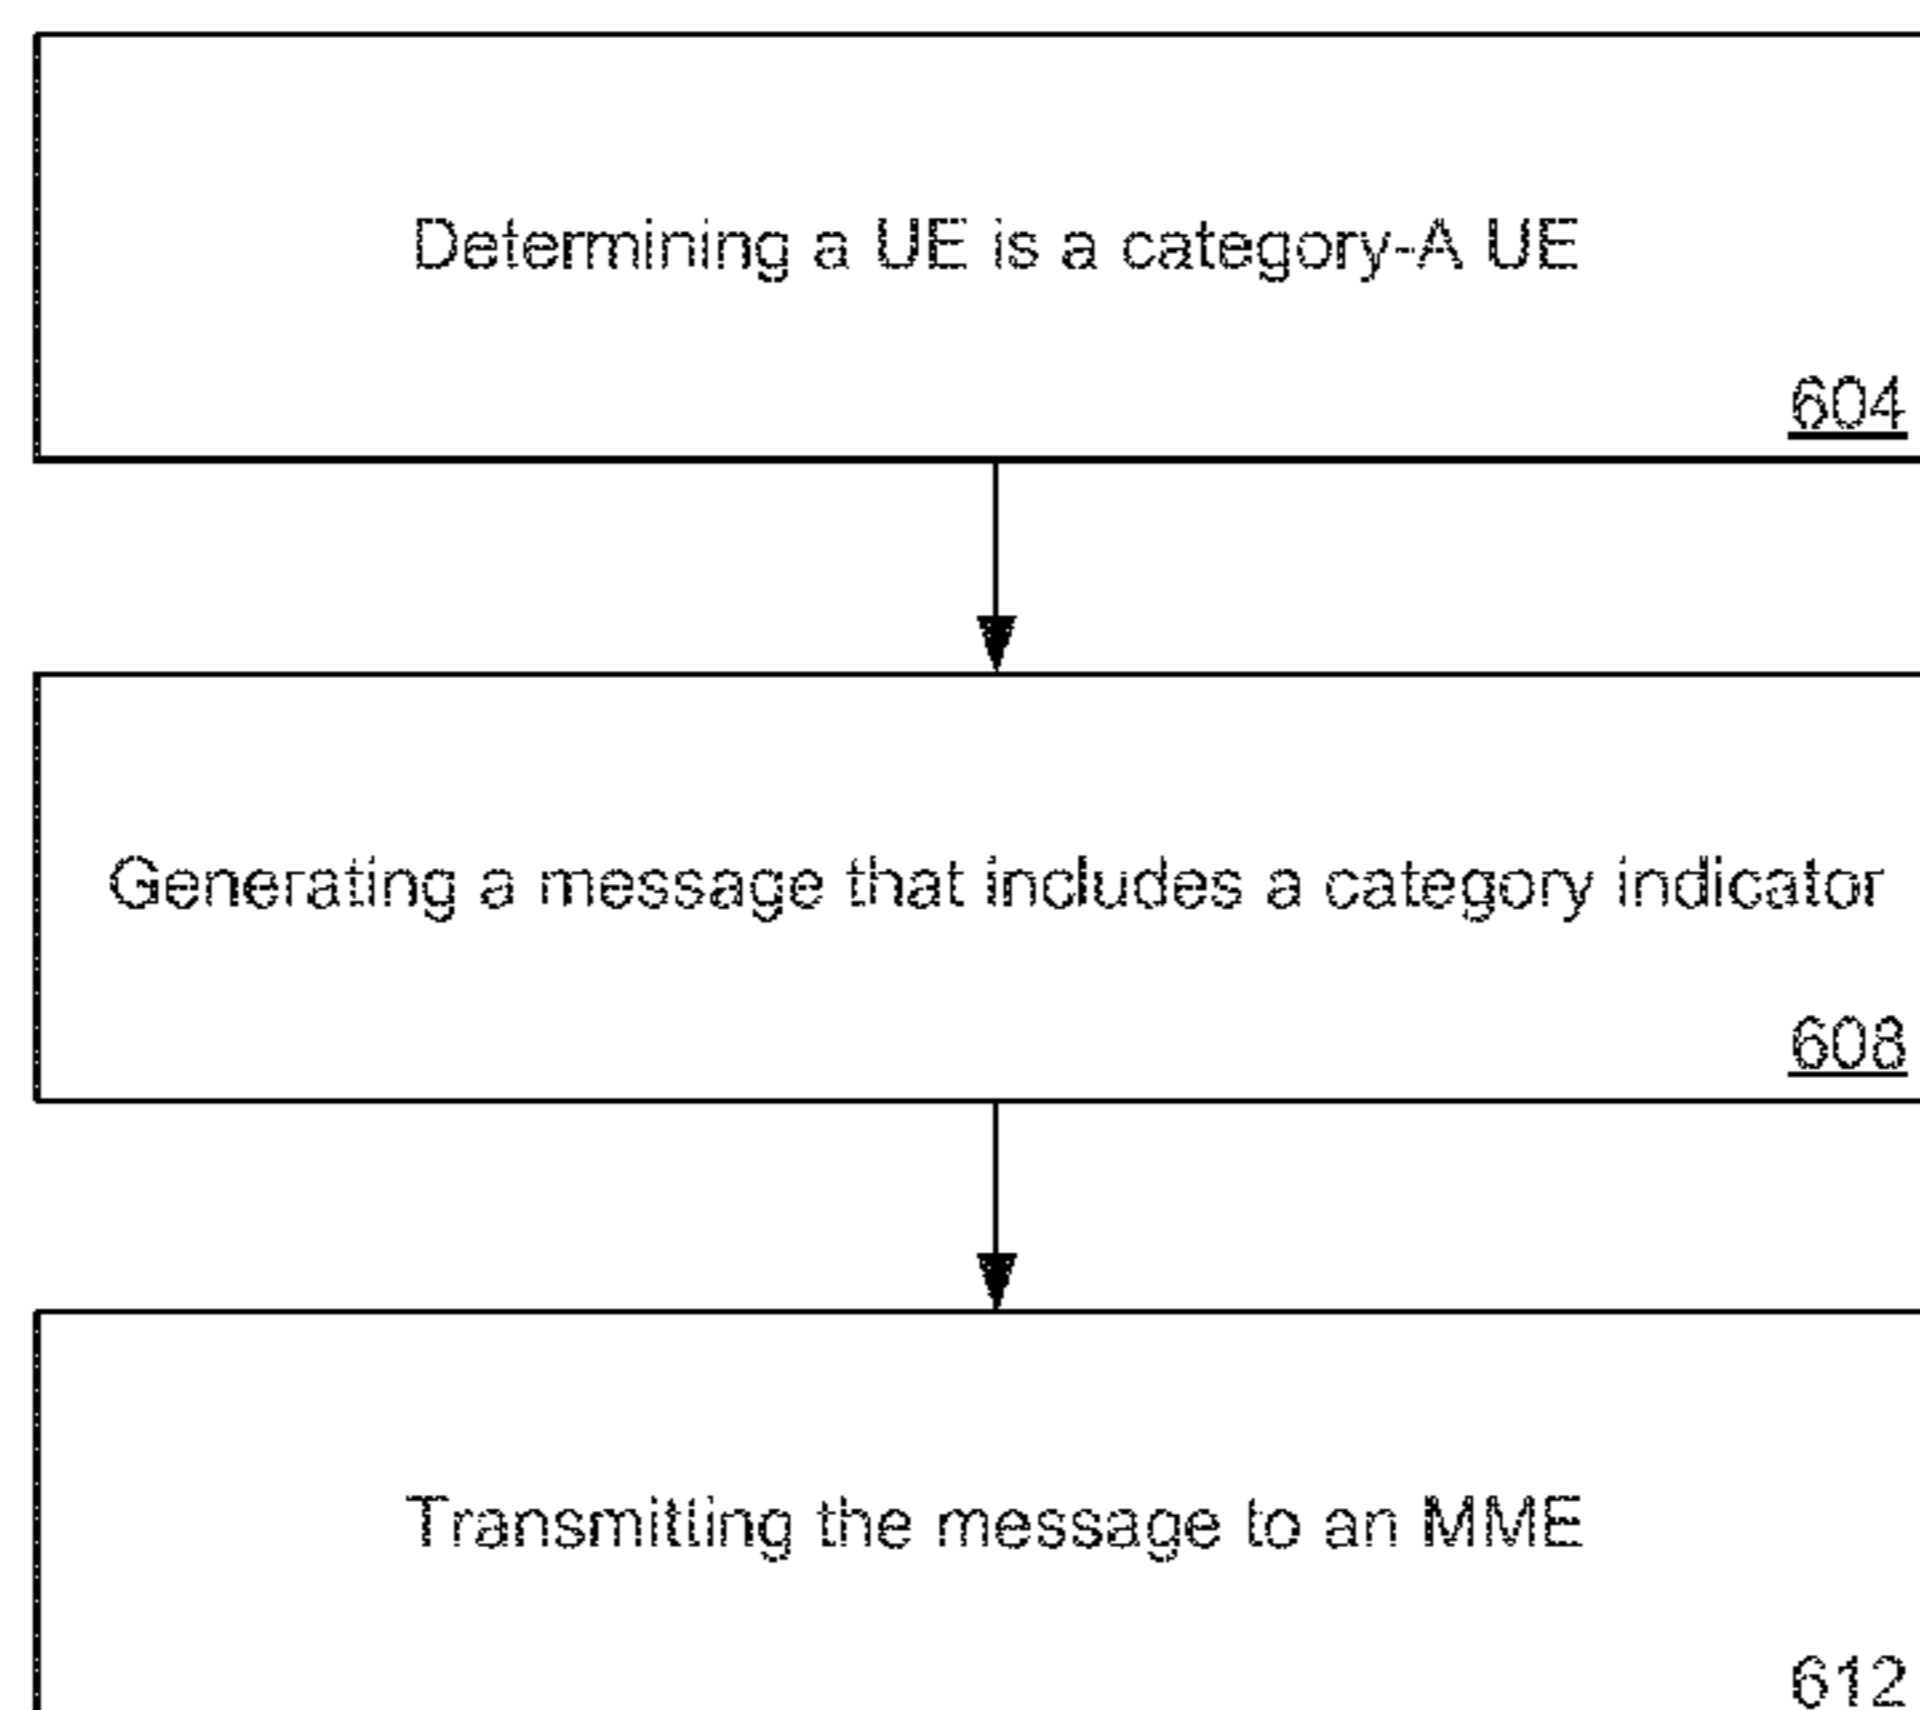 Determining a UE is a category-A UE
604
Generating a message that includes a category indicator
608
Transmitting the message to an MME
612